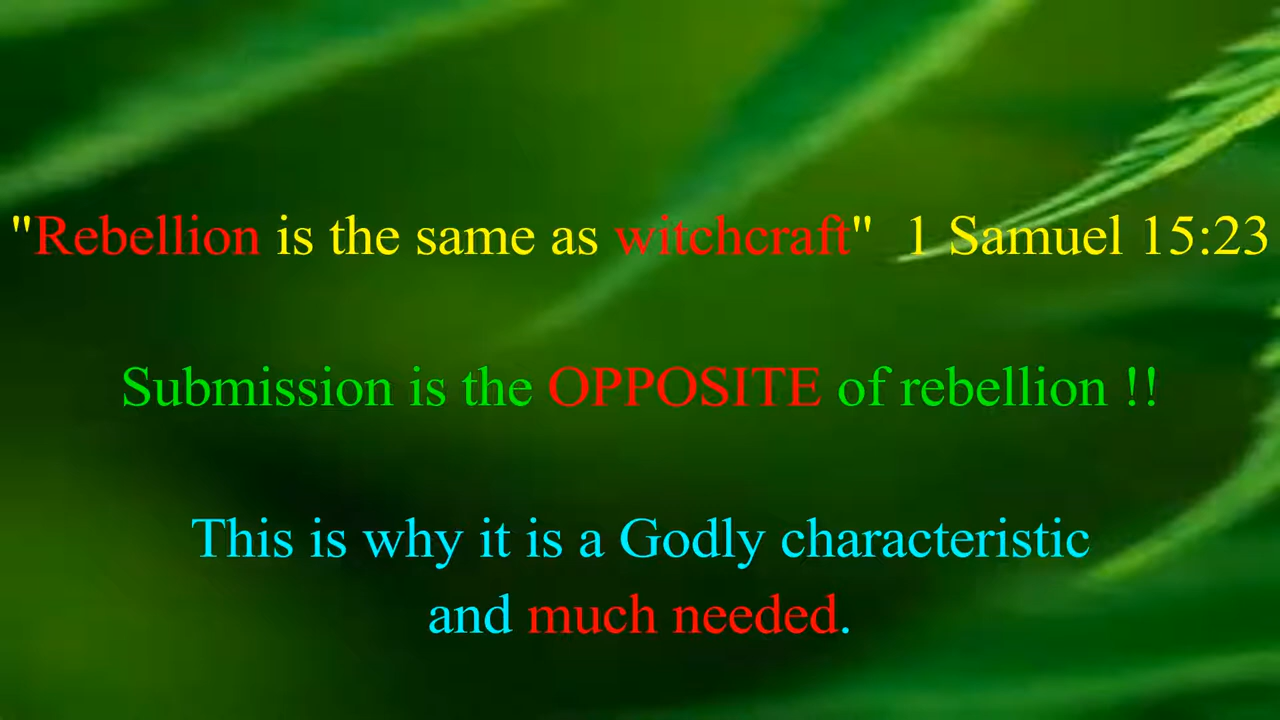 "Rebellion is the same as witchcraft"  1 Samuel 15:23
Submission is the OPPOSITE of rebellion !!
This is why it is a Godly characteristic
and much needed.